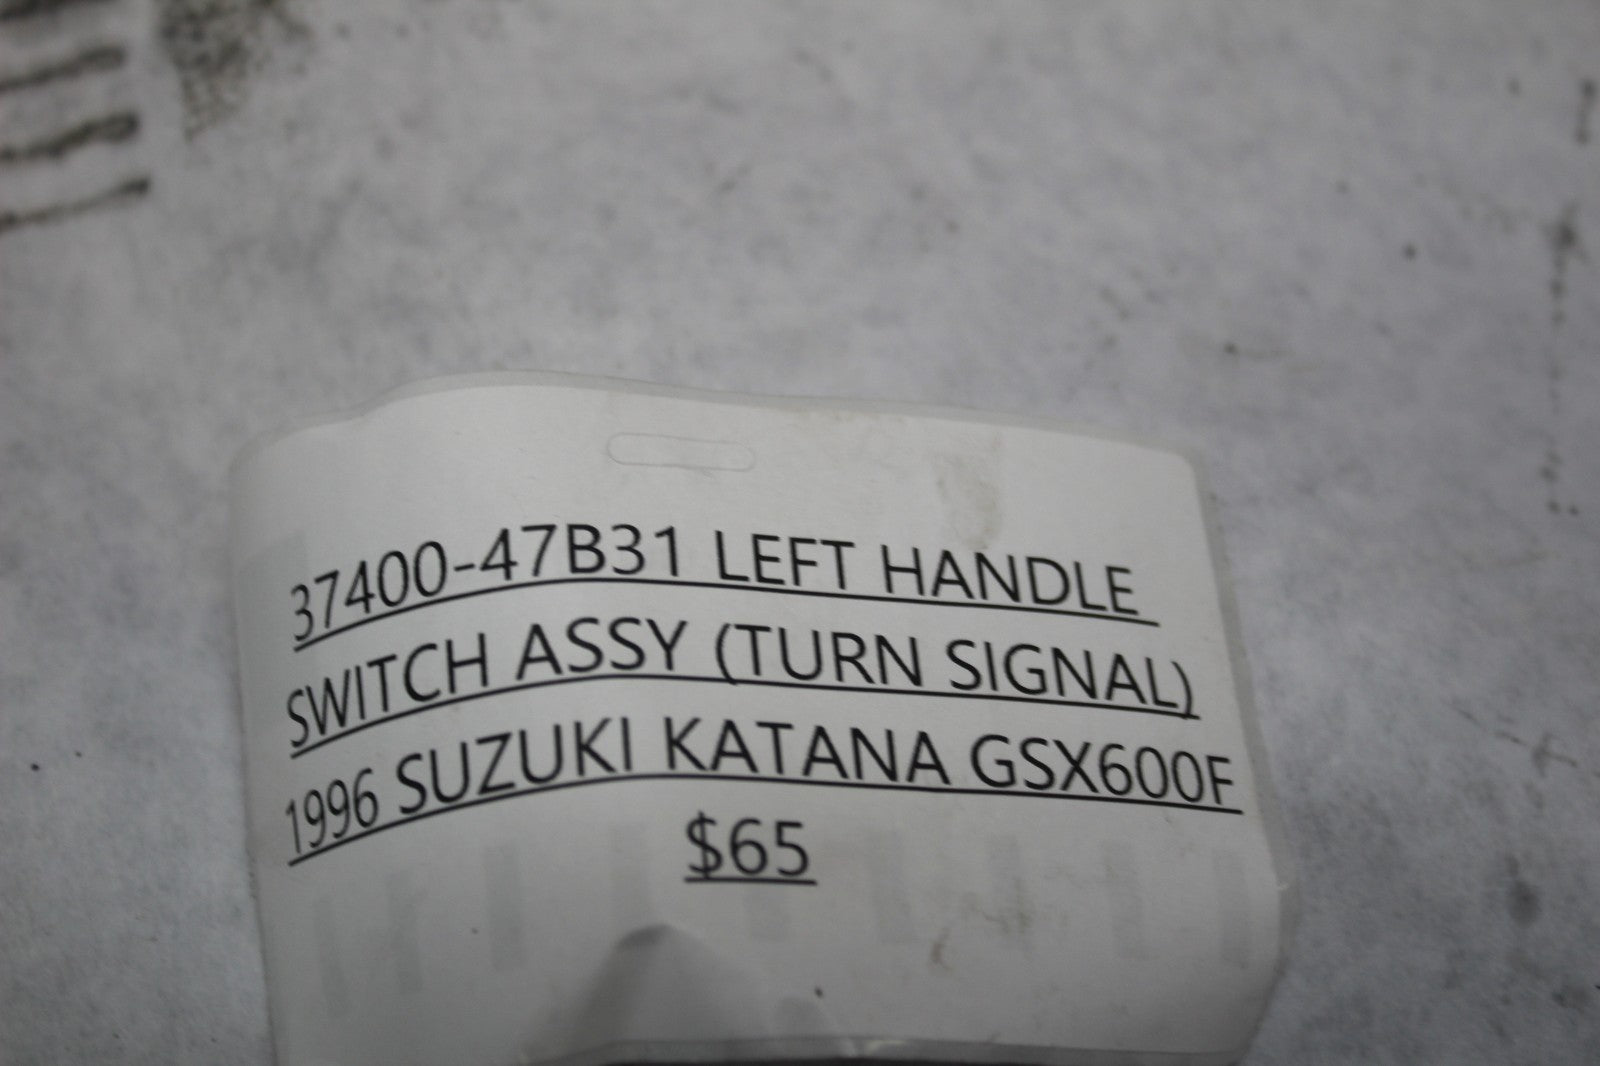 37400-47B31 LEFT HANDLE
SWITCH ASSY (TURN SIGNAL)
1996 SUZUKI KATANA GSX600F
$65